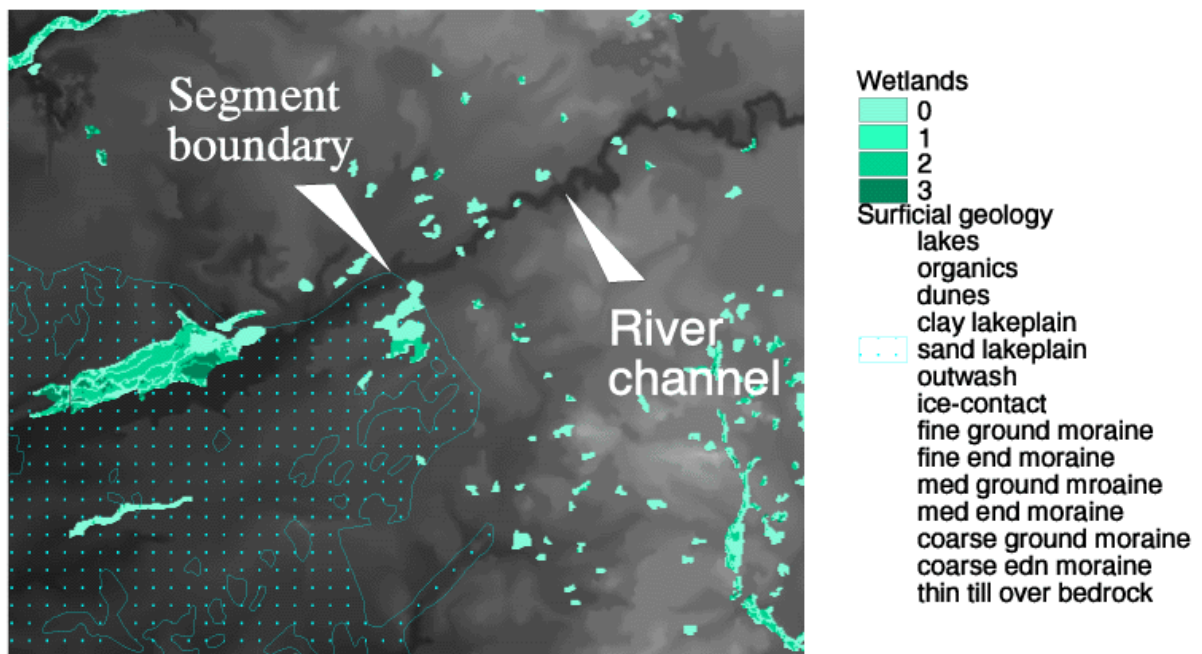 Segment
boundary
River
channel
Wetlands
0
1
2
3
Surficial geology
lakes
organics
dunes
clay lakeplain
sand lakeplain
outwash
ice-contact
fine ground moraine
fine end moraine
med ground mroaine
med end moraine
coarse ground moraine
coarse edn moraine
thin till over bedrock